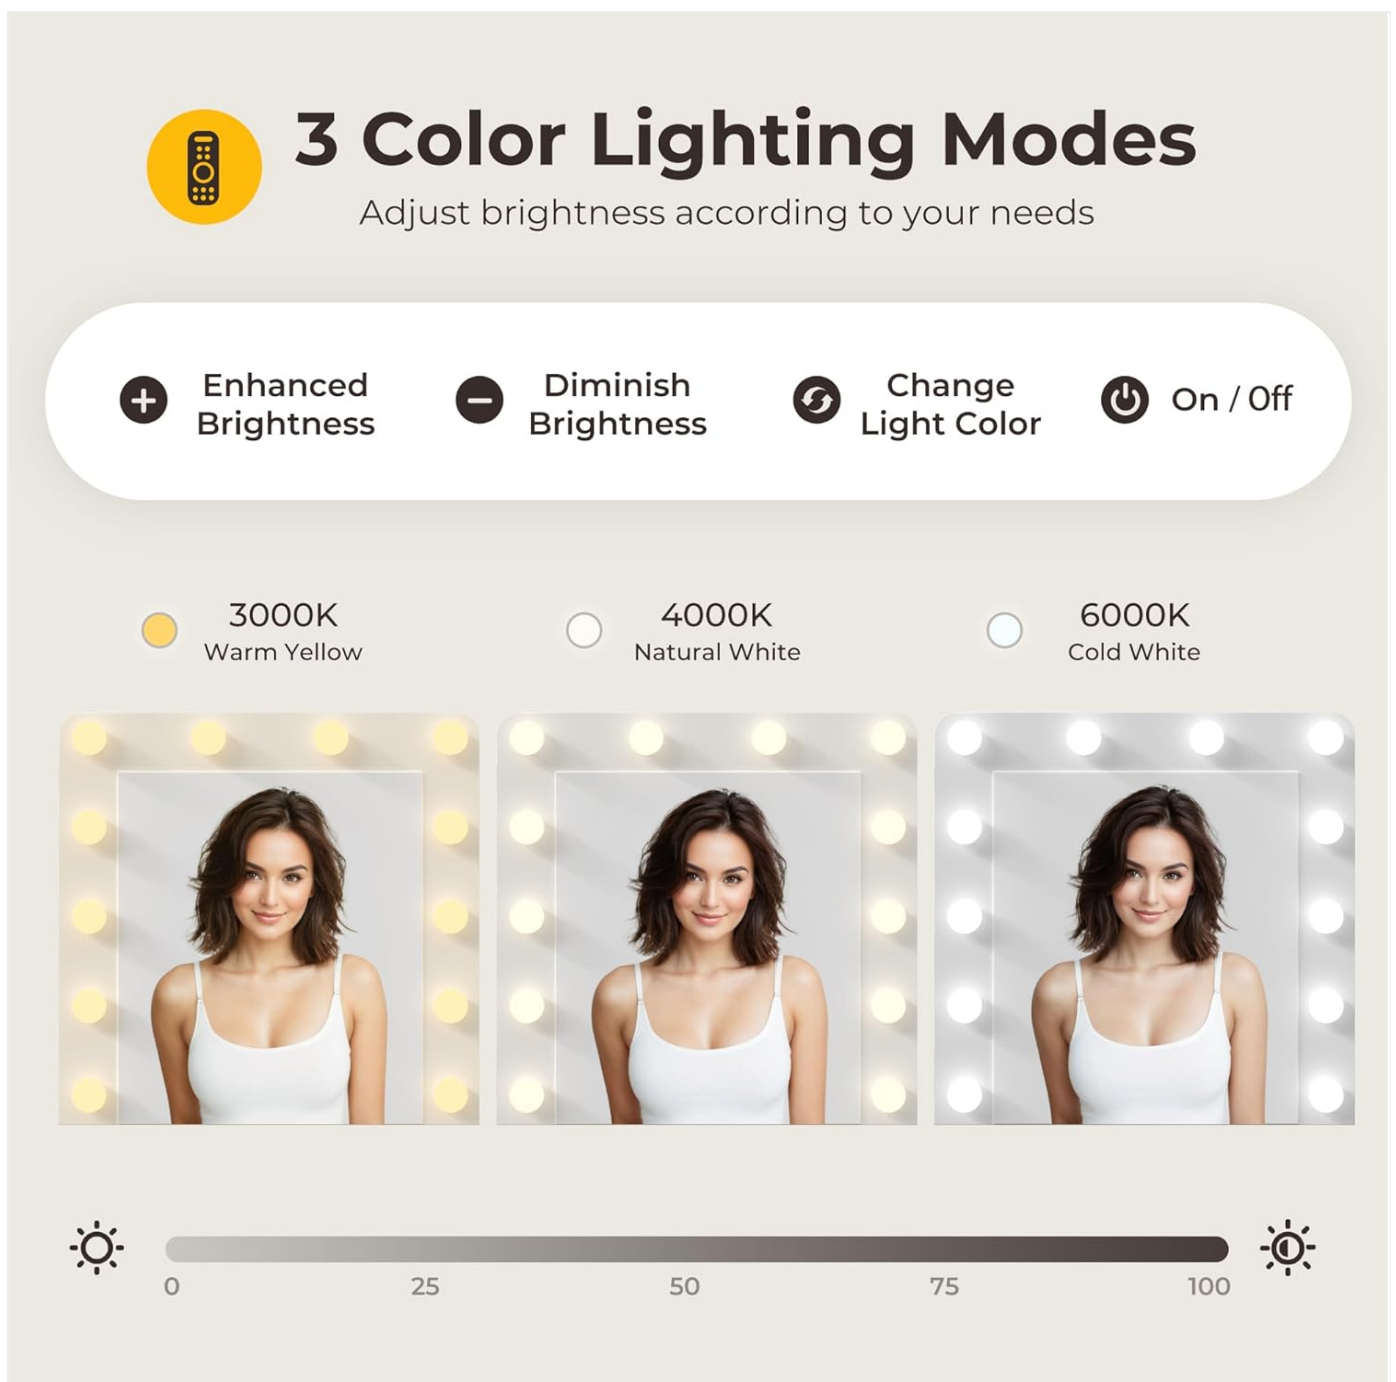 3 Color Lighting Modes
Adjust brightness according to your needs
Enhanced
Brightness
Diminish
Brightness
Change
Light Color
On / Off
3000K
Warm Yellow
4000K
Natural White
6000K
Cold White
0 25 50 75 100